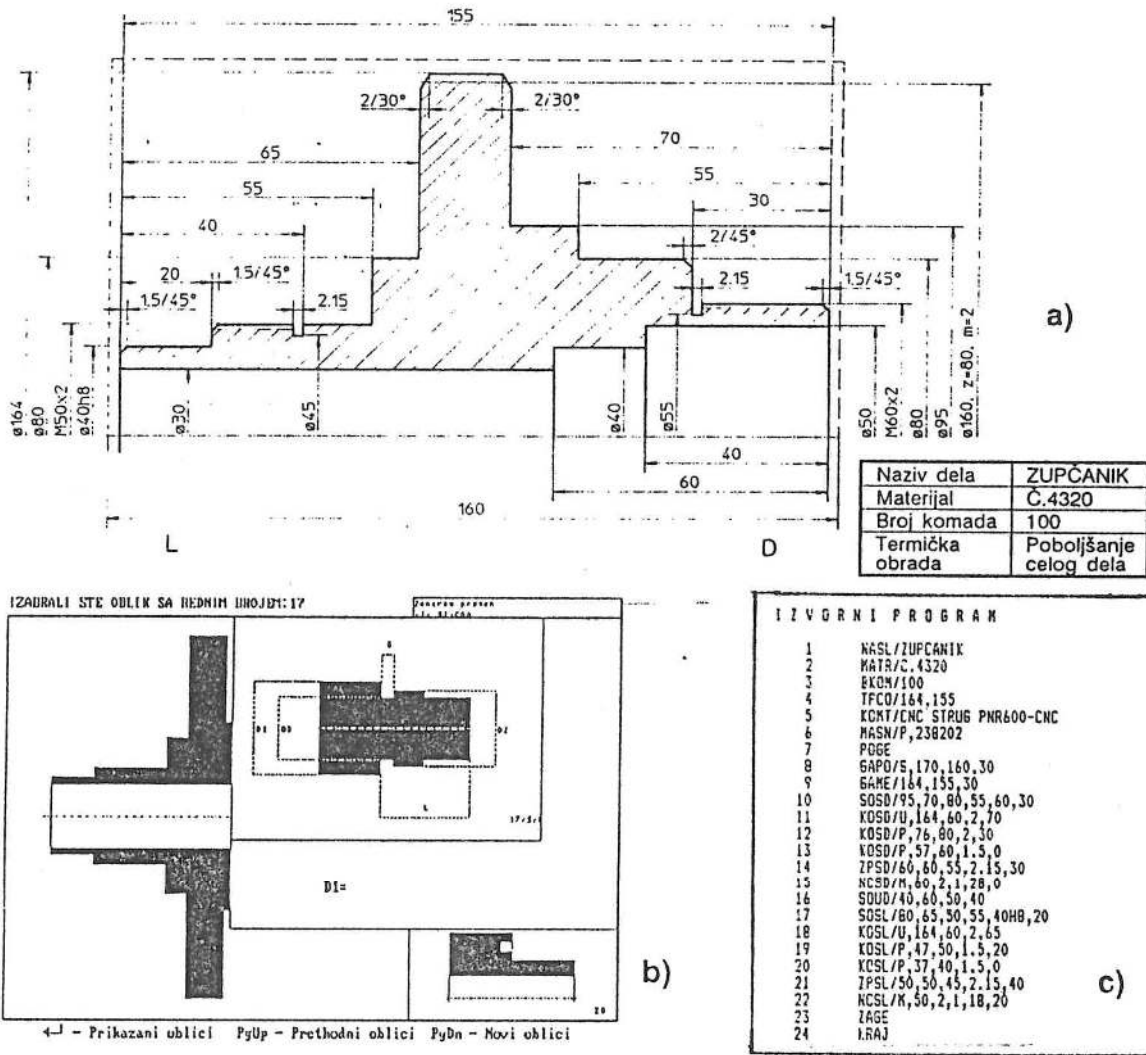 155
2/30°
2/30°
65
70
55
55
40
30
20
1.5/45°
2/45°
1.5/45°
2.15
2.15
1.5/45°
a)
ø164
ø80
M50x2
ø40h8
ø30
ø45
ø40
ø55
ø50
M60x2
ø80
ø95
ø160, z=80, m=2
40
60
160
L
D
Naziv dela ZUPČANIK
Materijal Č.4320
Broj komada 100
Termička obrada Poboljšanje celog dela
IZABRALI STE OBLIK SA REDNIM BROJEM:17
D1
D2
L
D1=
20
b)
◄┘ - Prikazani oblici PgUp - Prethodni oblici PgDn - Novi oblici
IZVORNI PROGRAM
1 NASL/ZUPCANIK
2 MATR/C.4320
3 BKOM/100
4 TFCO/164,155
5 KOMT/CNC STRUG PNR600-CNC
6 MASN/P,238202
7 POGE
8 GAPO/S,170,160,30
9 GAME/164,155,30
10 SOSD/95,70,80,55,60,30
11 KOSD/U,164,60,2,70
12 KOSD/P,76,80,2,30
13 KOSD/P,57,60,1.5,0
14 ZPSD/60,60,55,2.15,30
15 NCSD/M,60,2,1,28,0
16 SOUD/40,60,50,40
17 SOSL/80,65,50,55,40H8,20
18 KOSL/U,164,60,2,65
19 KOSL/P,47,50,1.5,20
20 KOSL/P,37,40,1.5,0
21 ZPSL/50,50,45,2.15,40
22 NCSL/M,50,2,1,18,20
23 ZAGE
24 KRAJ
c)